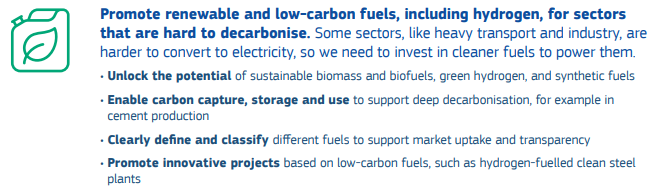 Promote renewable and low-carbon fuels, including hydrogen, for sectors
that are hard to decarbonise. Some sectors, like heavy transport and industry, are
harder to convert to electricity, so we need to invest in cleaner fuels to power them.
• Unlock the potential of sustainable biomass and biofuels, green hydrogen, and synthetic fuels
• Enable carbon capture, storage and use to support deep decarbonisation, for example in
cement production
• Clearly define and classify different fuels to support market uptake and transparency
• Promote innovative projects based on low-carbon fuels, such as hydrogen-fuelled clean steel
plants